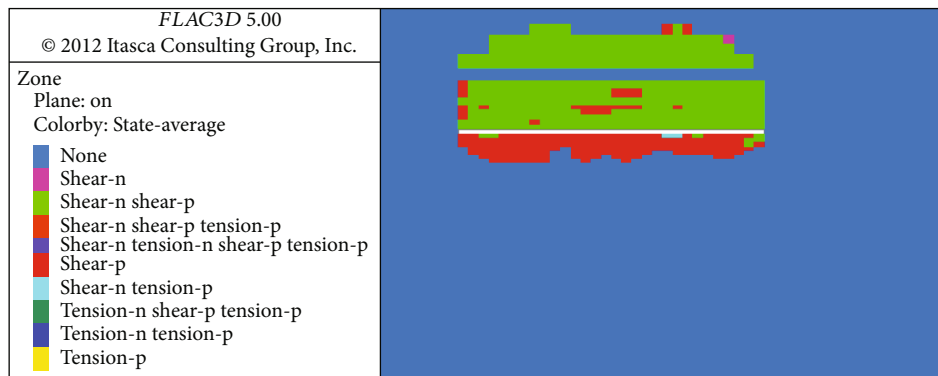 FLAC3D 5.00
© 2012 Itasca Consulting Group, Inc.
Zone
Plane: on
Colorby: State-average
None
Shear-n
Shear-n shear-p
Shear-n shear-p tension-p
Shear-n tension-n shear-p tension-p
Shear-p
Shear-n tension-p
Tension-n shear-p tension-p
Tension-n tension-p
Tension-p